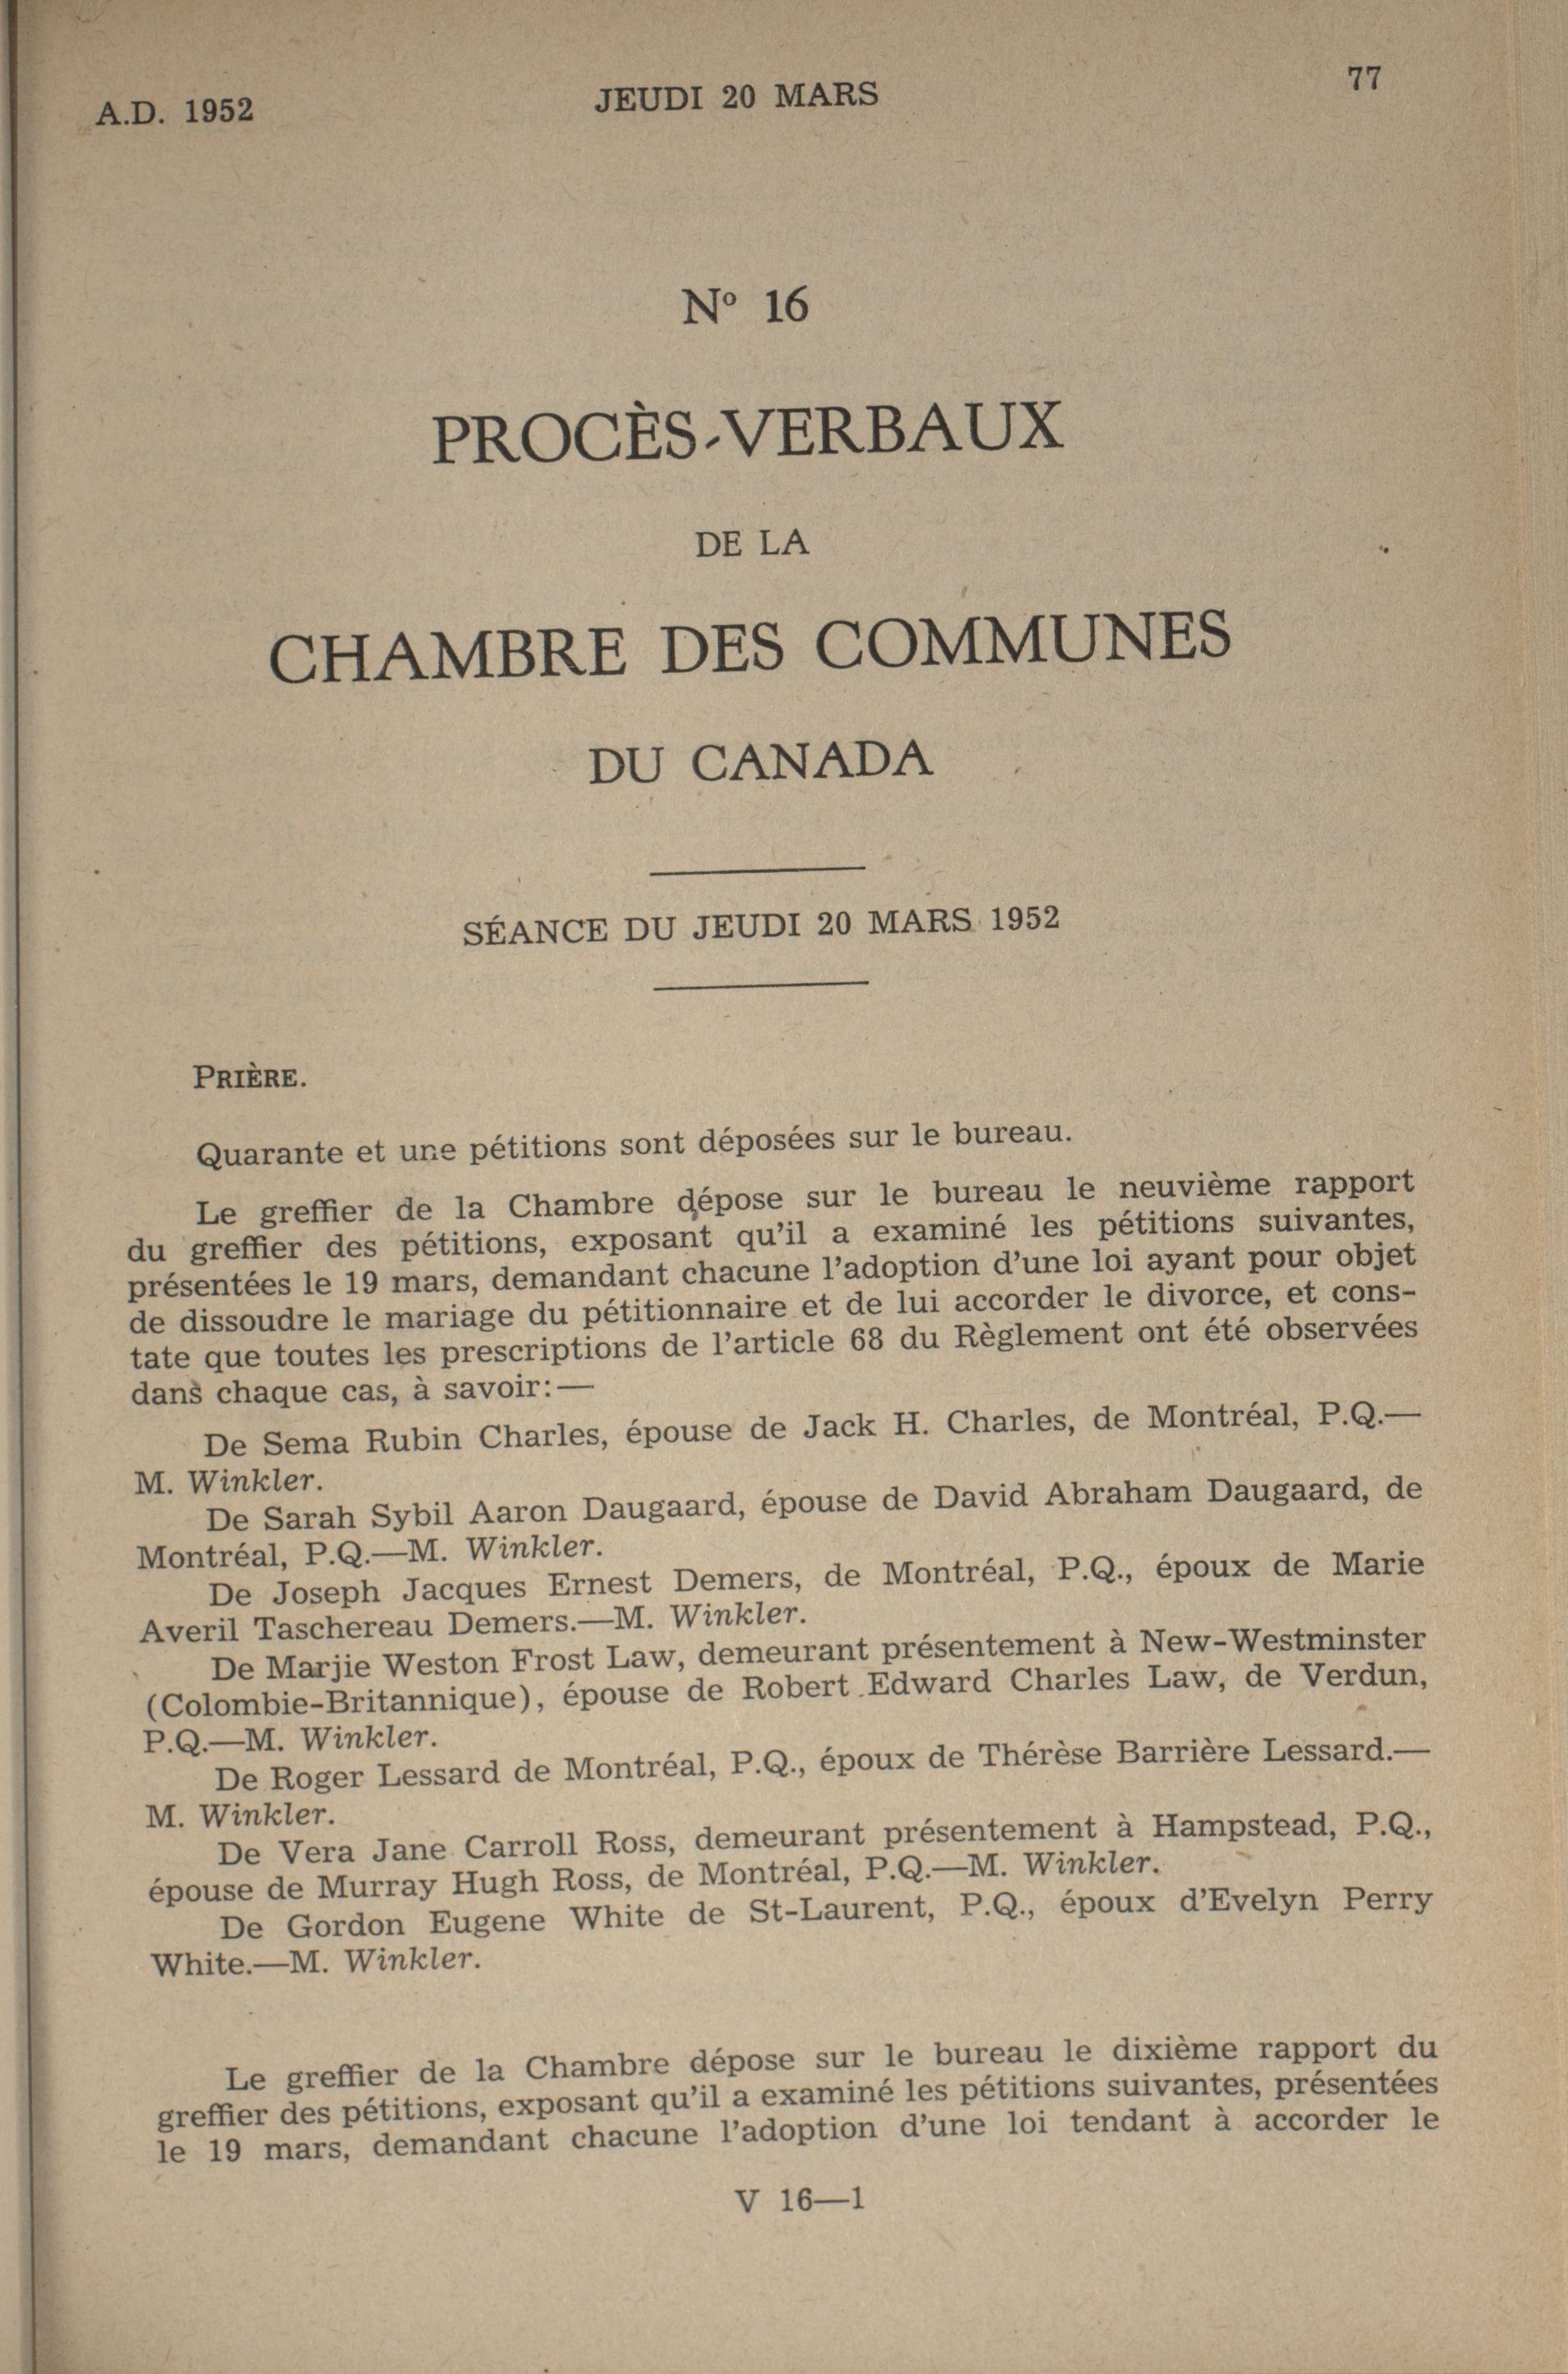 A.D. 1952
JEUDI 20 MARS
77
Nº 16
PROCÈS-VERBAUX
DE LA
CHAMBRE DES COMMUNES
DU CANADA
SÉANCE DU JEUDI 20 MARS 1952
PRIÈRE.
Quarante et une pétitions sont déposées sur le bureau.
Le greffier de la Chambre dépose sur le bureau le neuvième rapport
du greffier des pétitions, exposant qu'il a examiné les pétitions suivantes,
présentées le 19 mars, demandant chacune l'adoption d'une loi ayant pour objet
de dissoudre le mariage du pétitionnaire et de lui accorder le divorce, et cons-
tate que toutes les prescriptions de l'article 68 du Règlement ont été observées
dans chaque cas, à savoir:—
De Sema Rubin Charles, épouse de Jack H. Charles, de Montréal, P.Q.—
M. Winkler.
De Sarah Sybil Aaron Daugaard, épouse de David Abraham Daugaard, de
Montréal, P.Q.—M. Winkler.
De Joseph Jacques Ernest Demers, de Montréal, P.Q., époux de Marie
Averil Taschereau Demers.—M. Winkler.
De Marjie Weston Frost Law, demeurant présentement à New-Westminster
(Colombie-Britannique), épouse de Robert Edward Charles Law, de Verdun,
P.Q.—M. Winkler.
De Roger Lessard de Montréal, P.Q., époux de Thérèse Barrière Lessard.—
M. Winkler.
De Vera Jane Carroll Ross, demeurant présentement à Hampstead, P.Q.,
épouse de Murray Hugh Ross, de Montréal, P.Q.—M. Winkler.
De Gordon Eugene White de St-Laurent, P.Q., époux d'Evelyn Perry
White.—M. Winkler.
Le greffier de la Chambre dépose sur le bureau le dixième rapport du
greffier des pétitions, exposant qu'il a examiné les pétitions suivantes, présentées
le 19 mars, demandant chacune l'adoption d'une loi tendant à accorder le
V 16—1